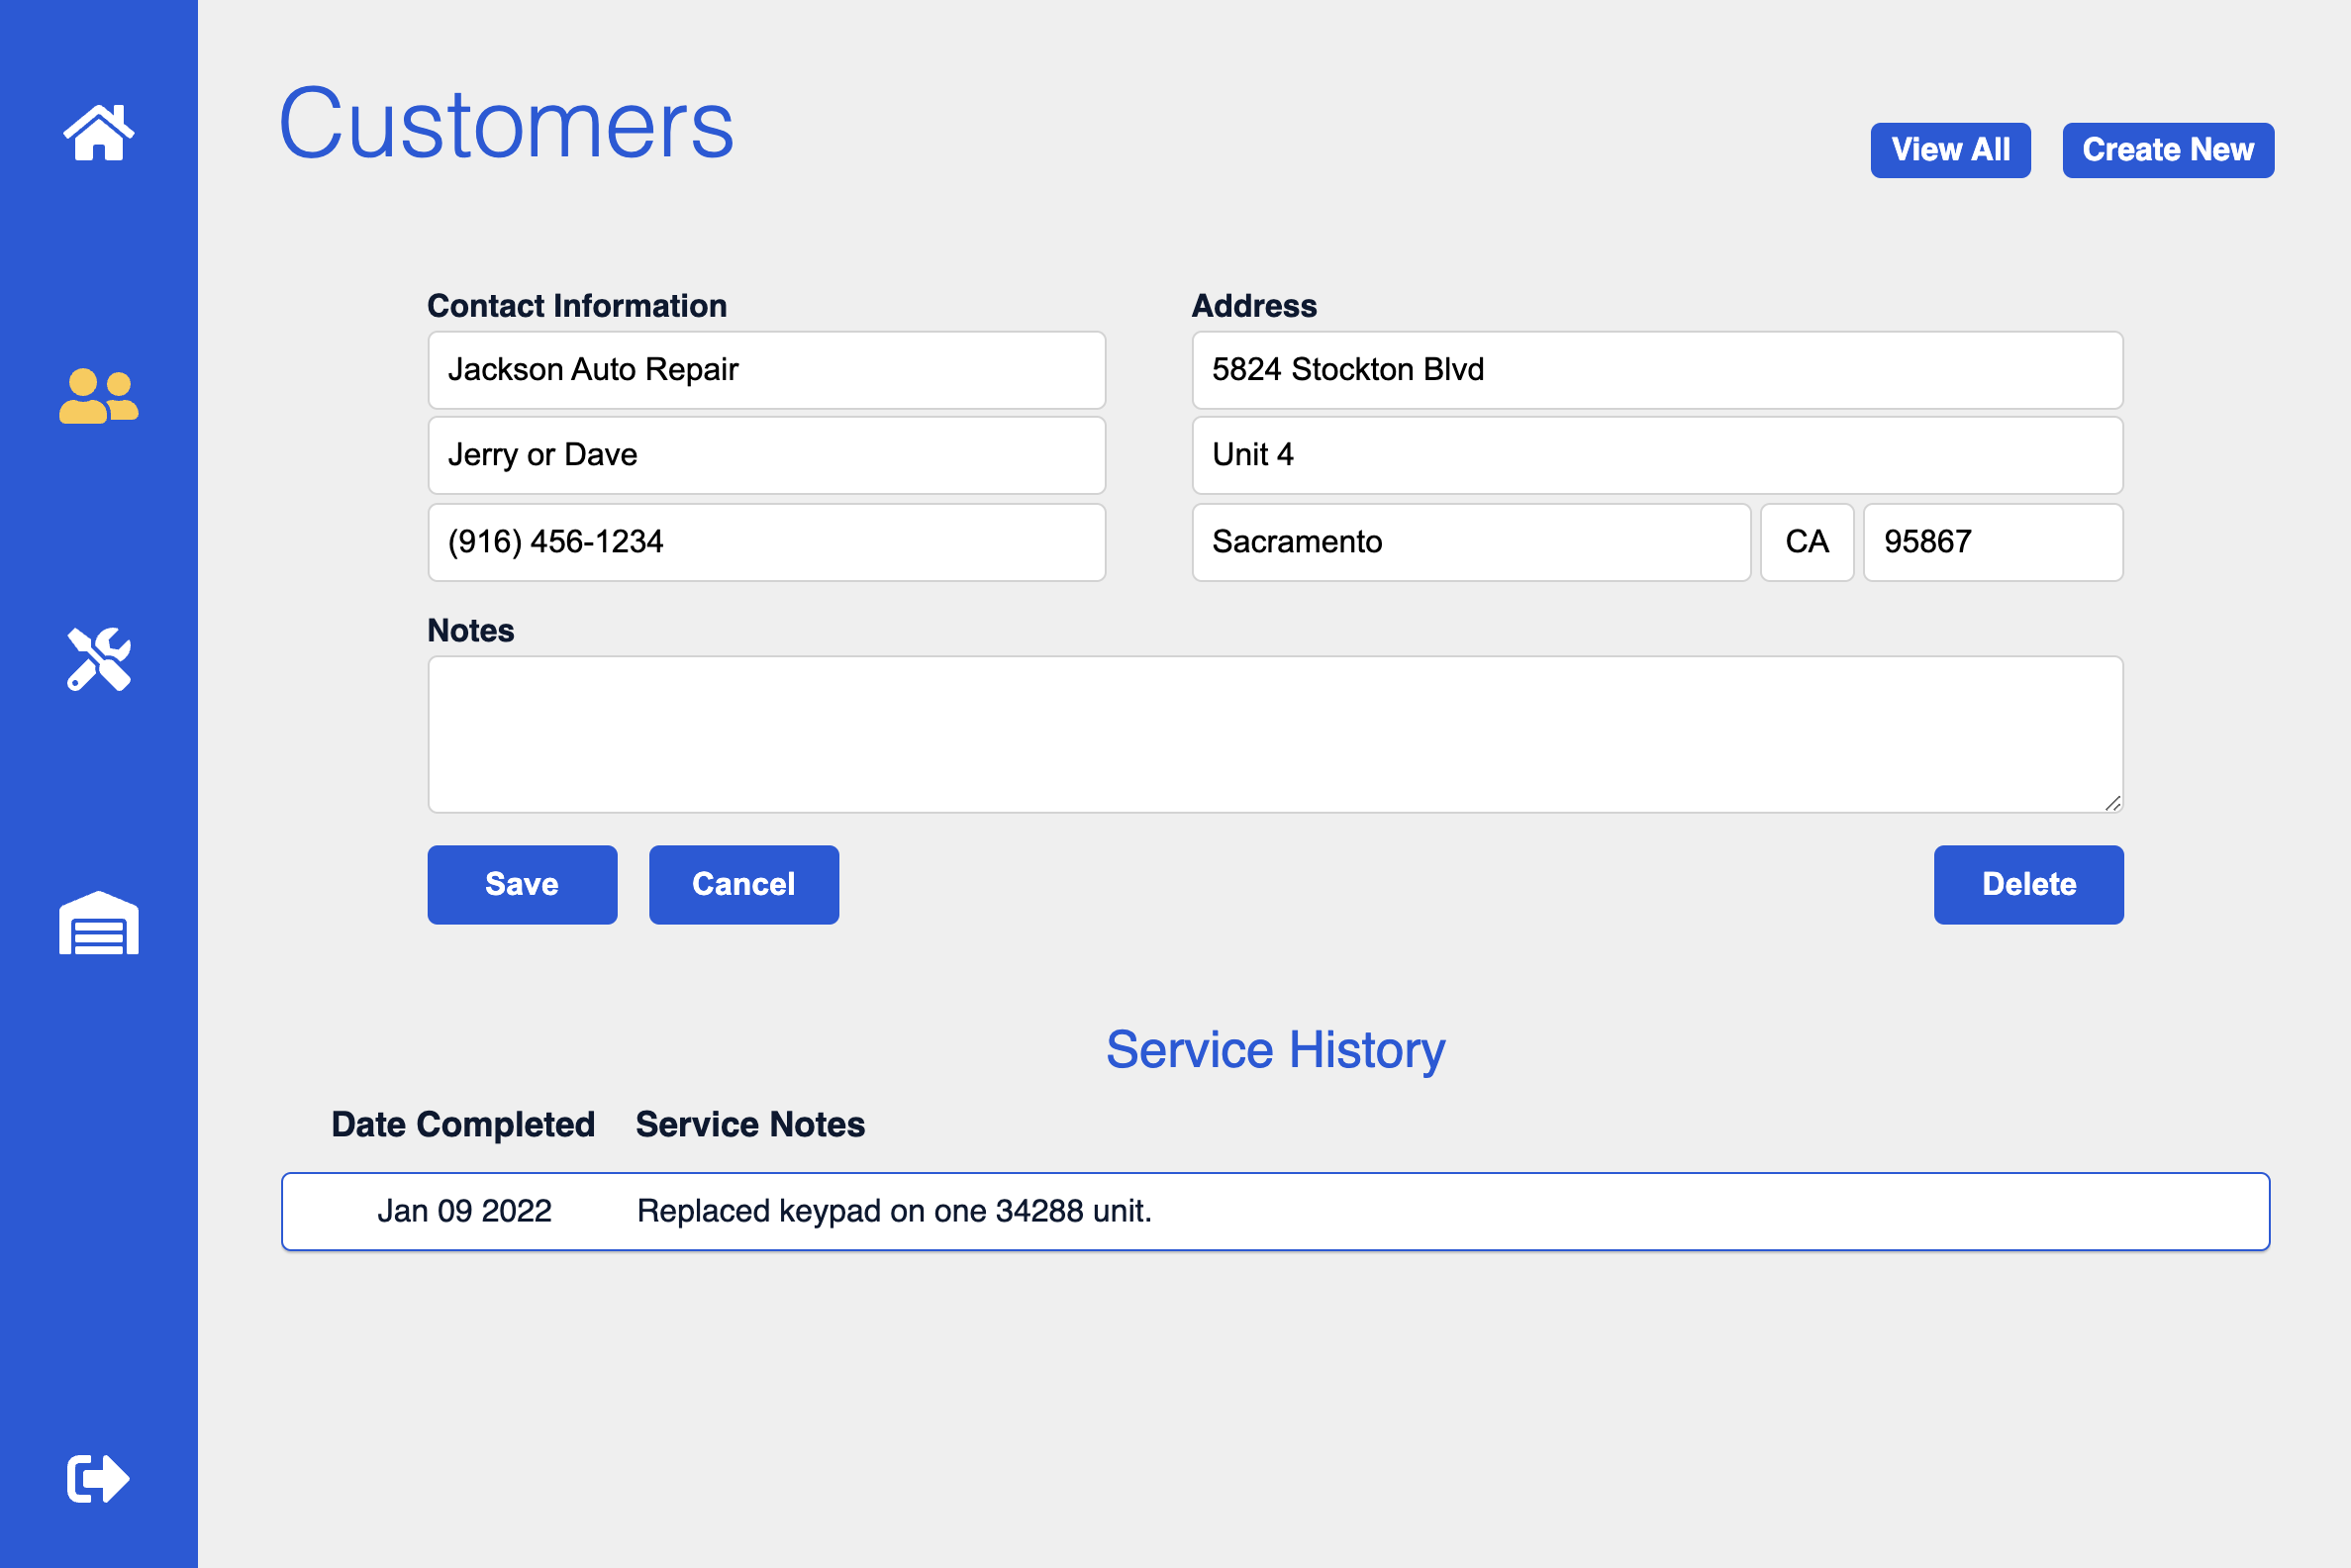 Customers
View All
Create New
Contact Information
Address
Jackson Auto Repair
5824 Stockton Blvd
Jerry or Dave
Unit 4
(916) 456-1234
Sacramento
CA
95867
Notes
Save
Cancel
Delete
Service History
Date Completed
Service Notes
Jan 09 2022
Replaced keypad on one 34288 unit.